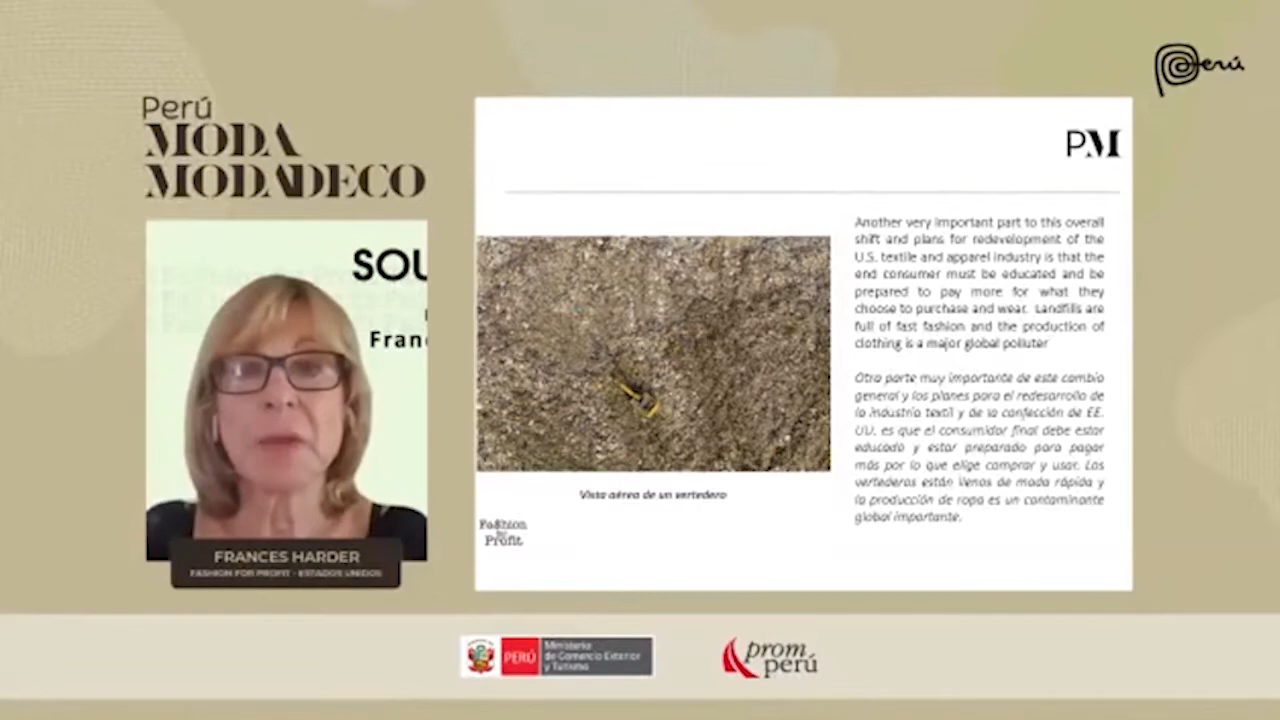 Perú
Perú
MODA
MODADECO
PM
SOU
Fran
FRANCES HARDER
FASHION FOR PROFIT - ESTADOS UNIDOS
Another very important part to this overall
shift and plans for redevelopment of the
U.S. textile and apparel industry is that the
end consumer must be educated and be
prepared to pay more for what they
choose to purchase and wear. Landfills are
full of fast fashion and the production of
clothing is a major global polluter
Otra parte muy importante de este cambio
general y los planes para el redesarrollo de
la industria textil y de la confección de EE.
UU. es que el consumidor final debe estar
educado y estar preparado para pagar
más por lo que elige comprar y usar. Los
vertederos están llenos de moda rápida y
la producción de ropa es un contaminante
global importante.
Vista aérea de un vertedero
Fashion
for
Profit
PERÚ
Ministerio
de Comercio Exterior
y Turismo
prom
perú